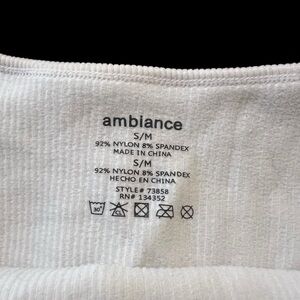 ambiance
S/M
92% NYLON 8% SPANDEX
MADE IN CHINA
S/M
92% NYLON 8% SPANDEX
HECHO EN CHINA
STYLE# 73858
RN# 134352
30°